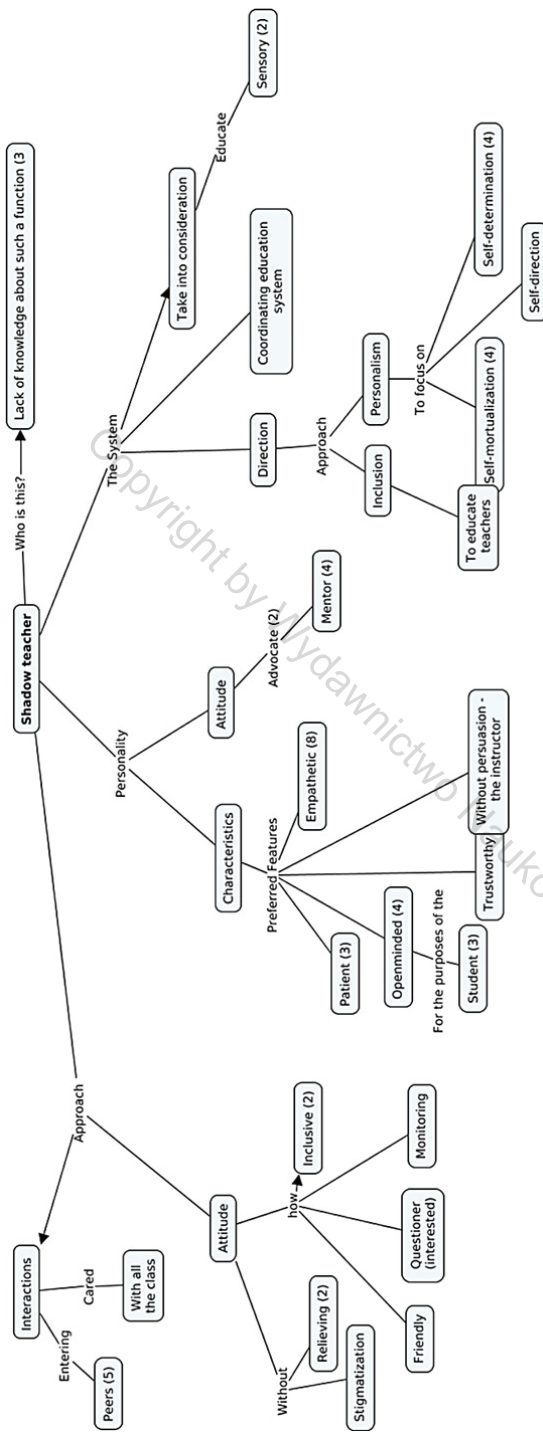 Shadow teacher
Who is this?
Lack of knowledge about such a function (3
Approach
Interactions
Entering
Peers (5)
Cared
With all
the class
Attitude
Without
Relieving (2)
Stigmatization
how
Inclusive (2)
Friendly
Questioner
(interested)
Monitoring
Personality
Characteristics
Preferred Features
Patient (3)
Openminded (4)
For the purposes of the
Student (3)
Trustworthy
Without persuasion -
the instructor
Empathetic (8)
Attitude
Advocate (2)
Mentor (4)
The System
Direction
Approach
Inclusion
To educate
teachers
Personalism
To focus on
Self-mortualization (4)
Self-direction
Self-determination (4)
Coordinating education
system
Take into consideration
Educate
Sensory (2)
Copyright by Wydawnictwo Nauko